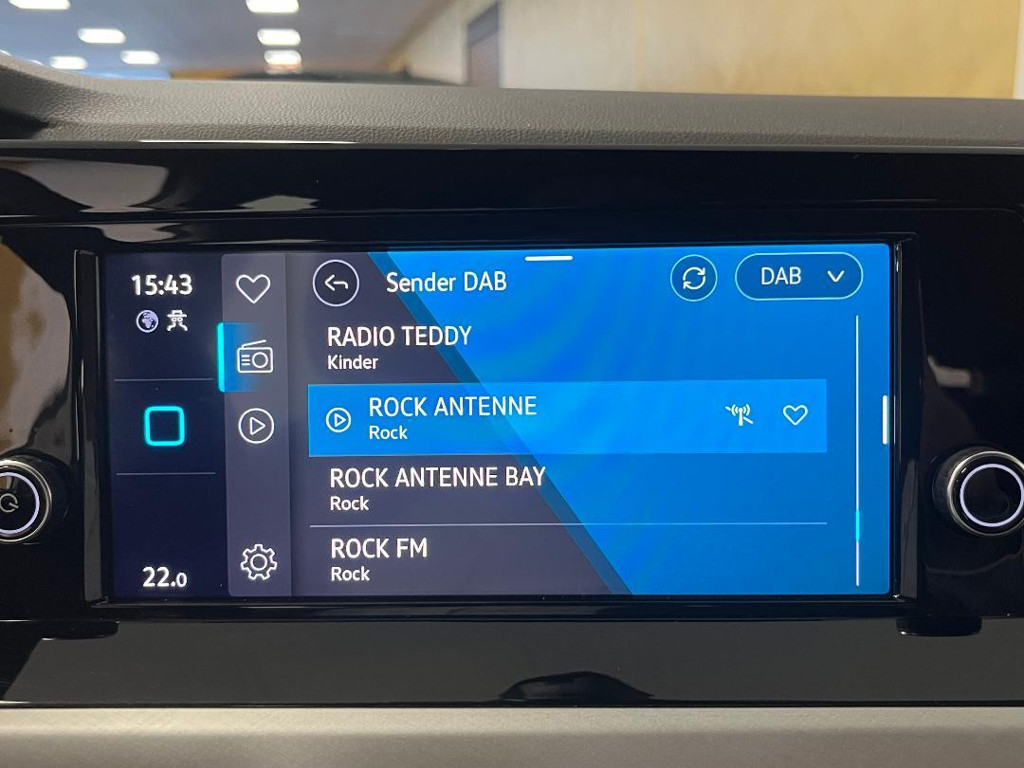 15:43
Sender DAB
DAB
RADIO TEDDY
Kinder
ROCK ANTENNE
Rock
ROCK ANTENNE BAY
Rock
ROCK FM
Rock
22.0